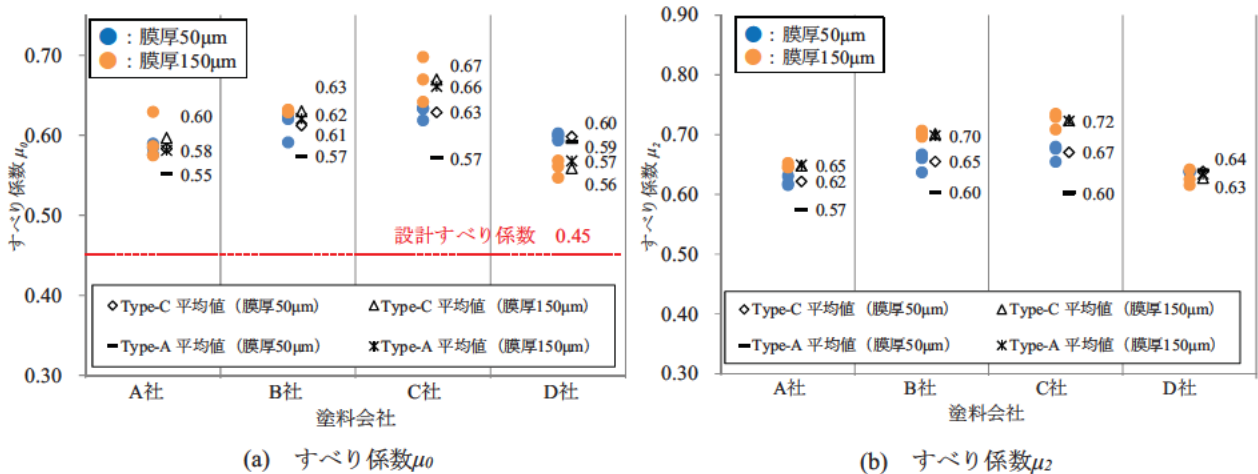 ●：膜厚50μm
●：膜厚150μm
0.70
0.60
0.50
0.40
0.30
すべり係数 μ₀
0.60
0.58
0.55
0.63
0.62
0.61
0.57
0.67
0.66
0.63
0.57
0.60
0.59
0.57
0.56
設計すべり係数 0.45
◇Type-C 平均値（膜厚50μm）
△Type-C 平均値（膜厚150μm）
－Type-A 平均値（膜厚50μm）
＊Type-A 平均値（膜厚150μm）
A社 B社 C社 D社
塗料会社
(a) すべり係数μ₀
●：膜厚50μm
●：膜厚150μm
0.90
0.80
0.70
0.60
0.50
0.40
0.30
すべり係数 μ₂
0.65
0.62
0.57
0.70
0.65
0.60
0.72
0.67
0.60
0.64
0.63
◇Type-C 平均値（膜厚50μm）
△Type-C 平均値（膜厚150μm）
－Type-A 平均値（膜厚50μm）
＊Type-A 平均値（膜厚150μm）
A社 B社 C社 D社
塗料会社
(b) すべり係数μ₂